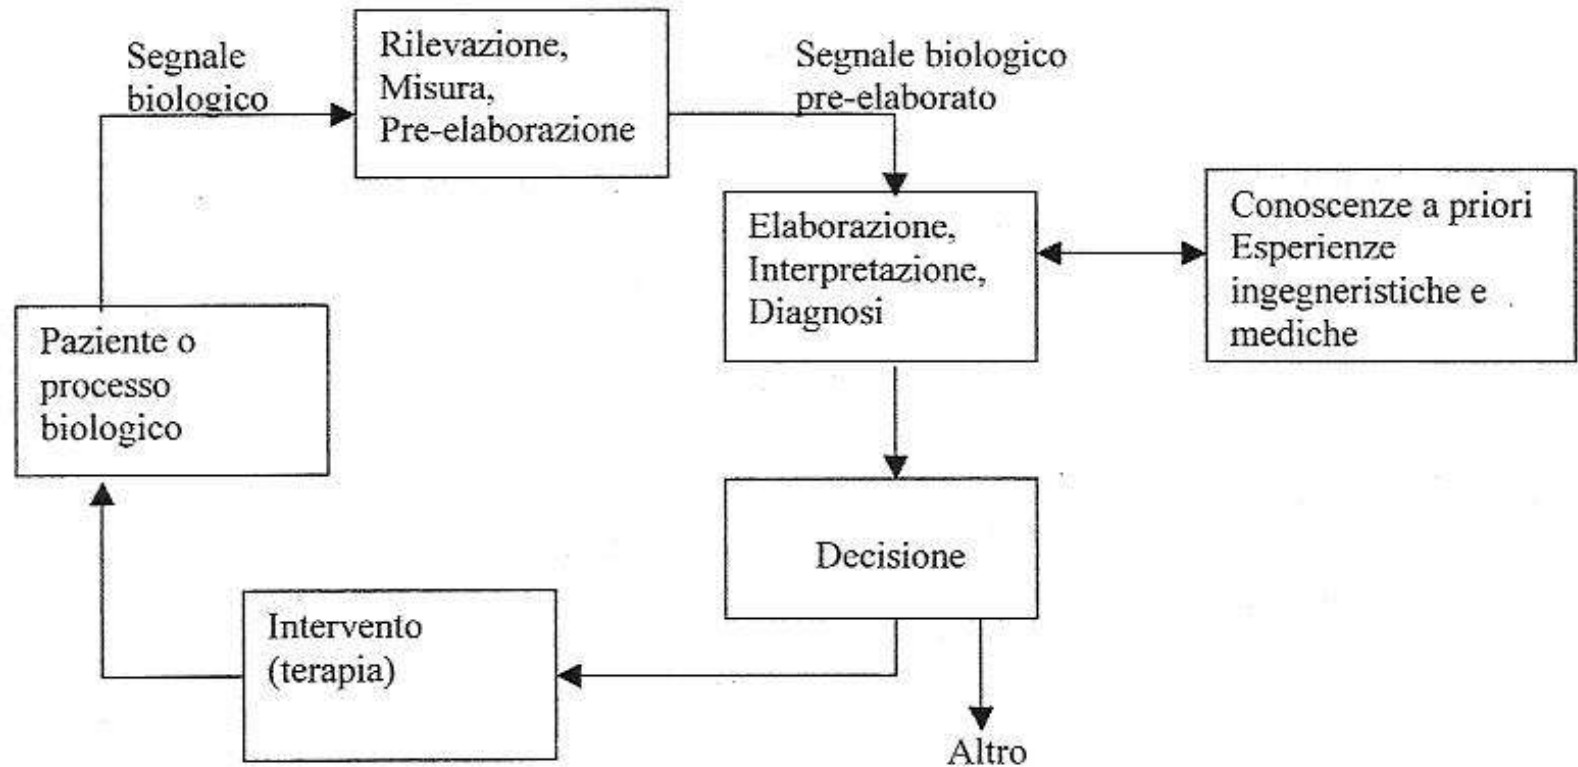 Segnale
biologico
Rilevazione,
Misura,
Pre-elaborazione
Segnale biologico
pre-elaborato
Elaborazione,
Interpretazione,
Diagnosi
Conoscenze a priori
Esperienze
ingegneristiche e
mediche
Paziente o
processo
biologico
Decisione
Intervento
(terapia)
Altro